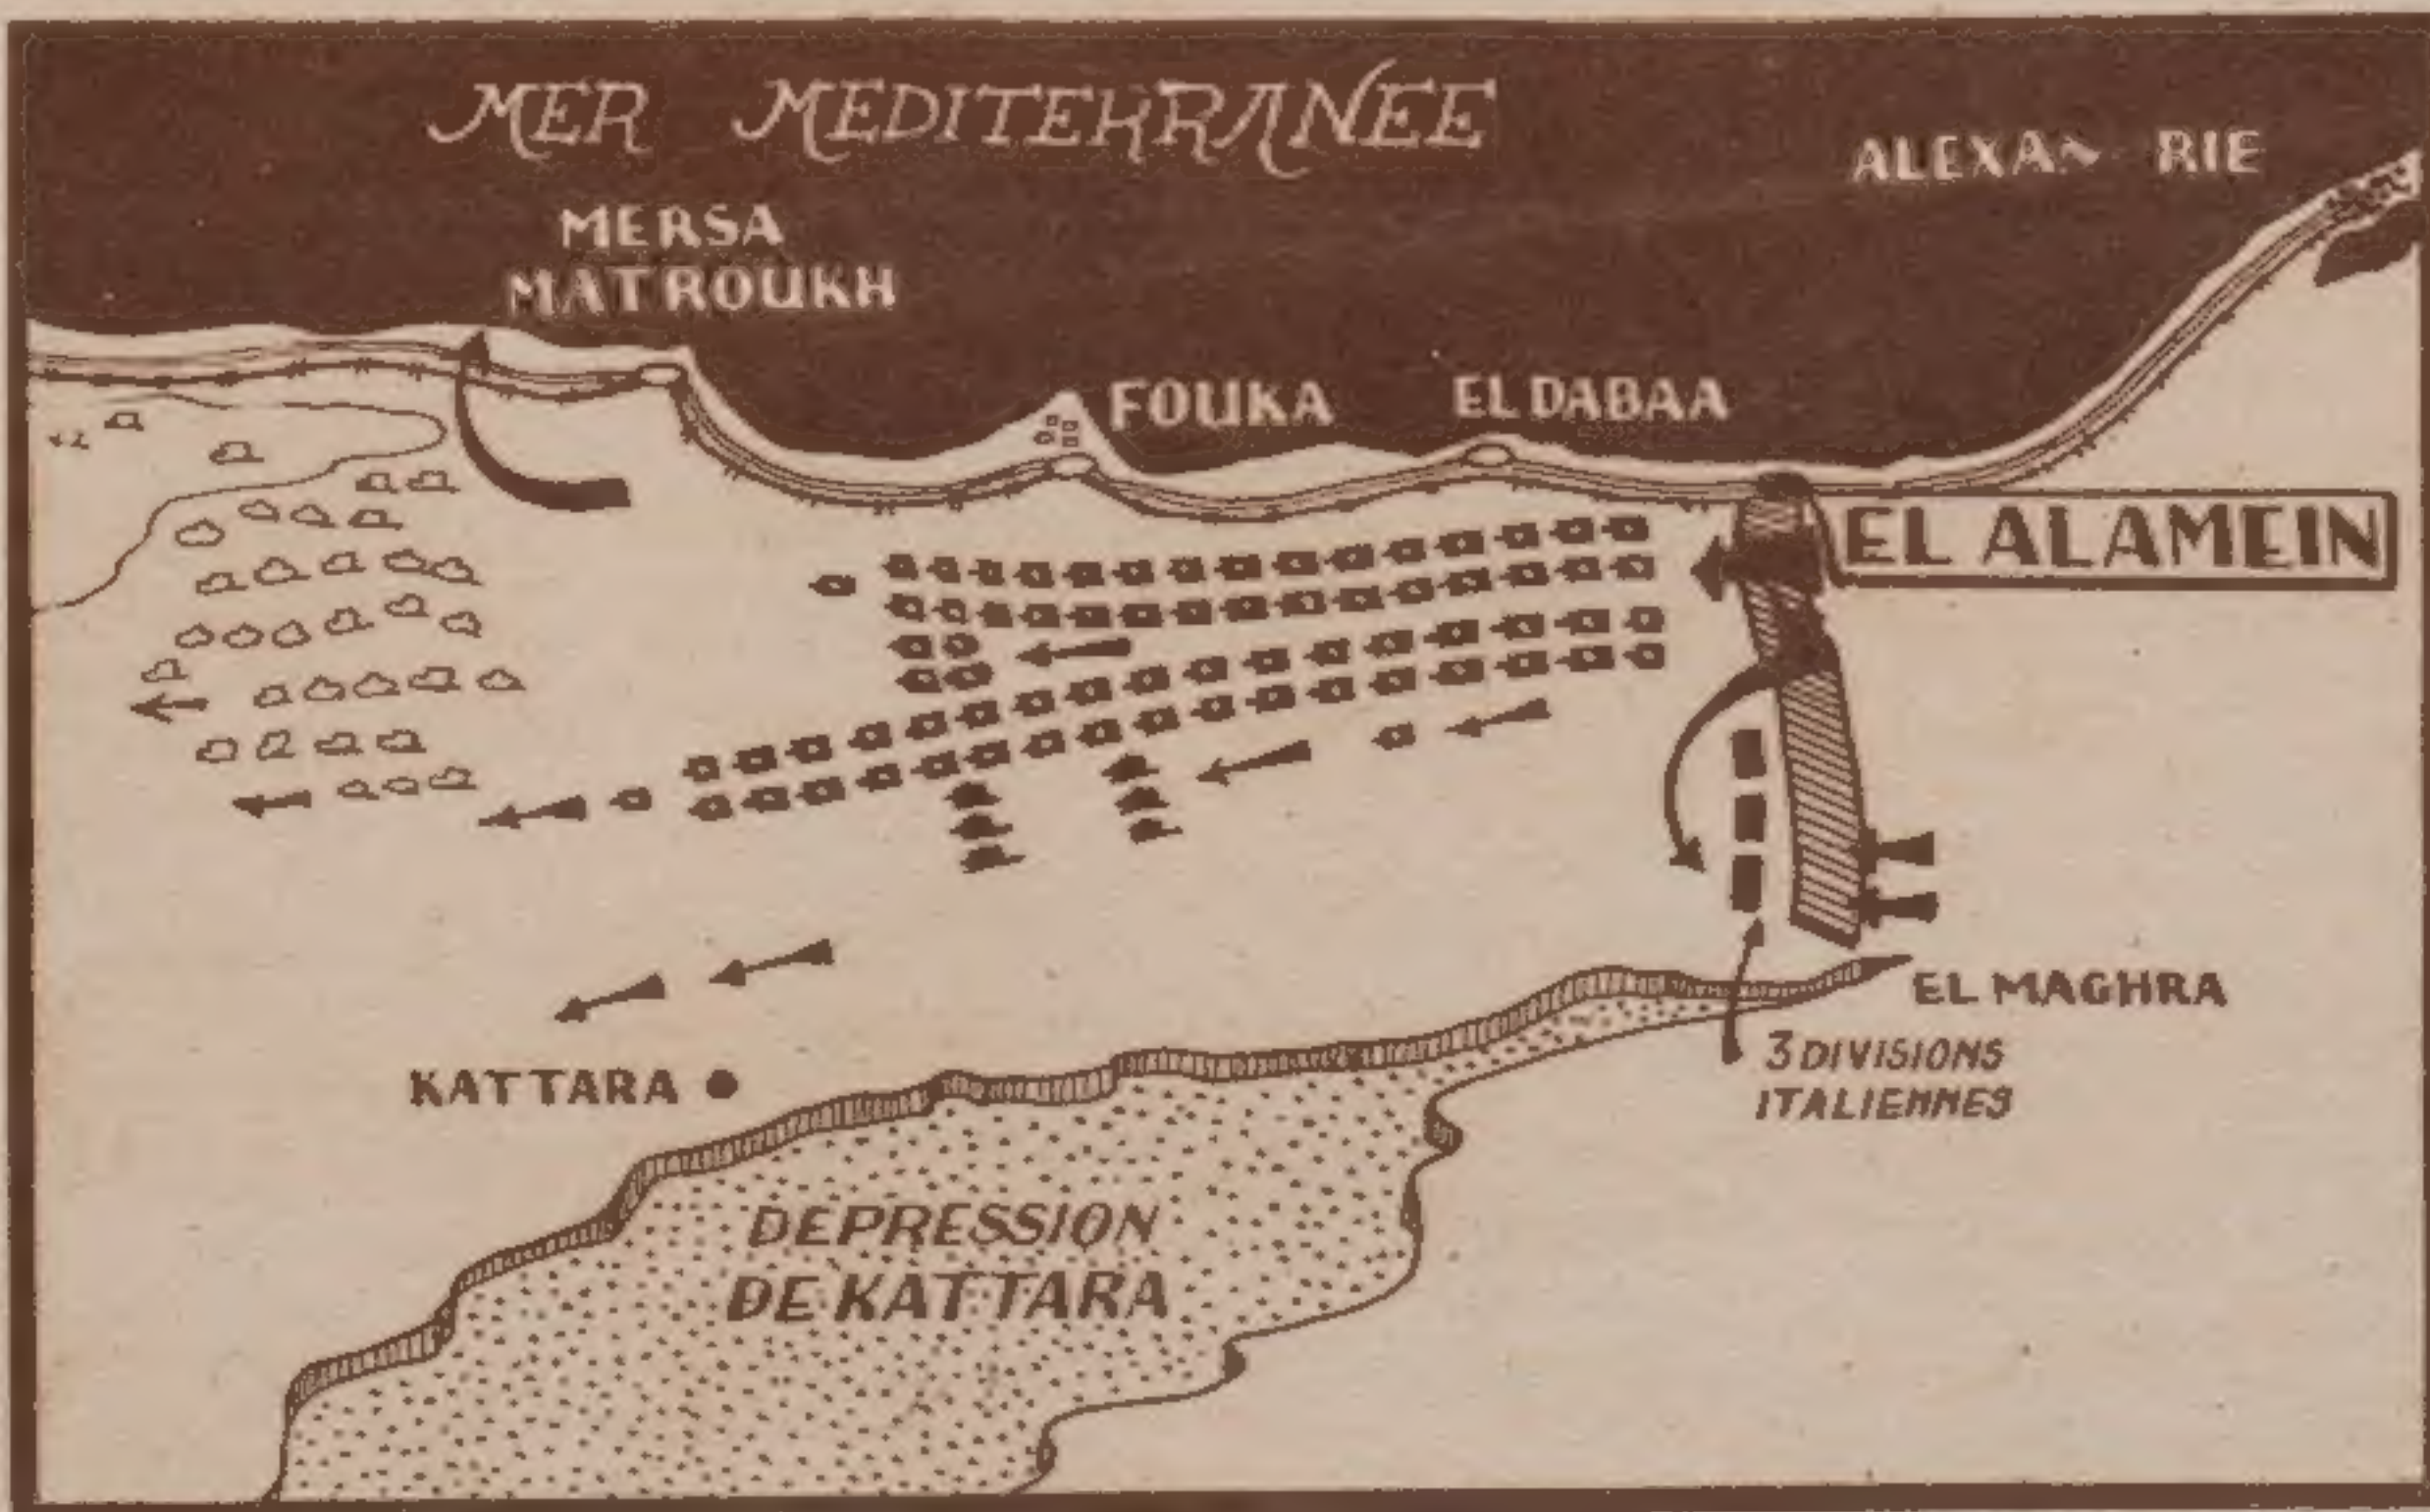 MER MEDITERRANEE
ALEXAN RIE
MERSA
MATROUKH
FOUKA
EL DABAA
EL ALAMEIN
EL MAGHRA
3 DIVISIONS
ITALIENNES
KATTARA
DEPRESSION
DE KATTARA